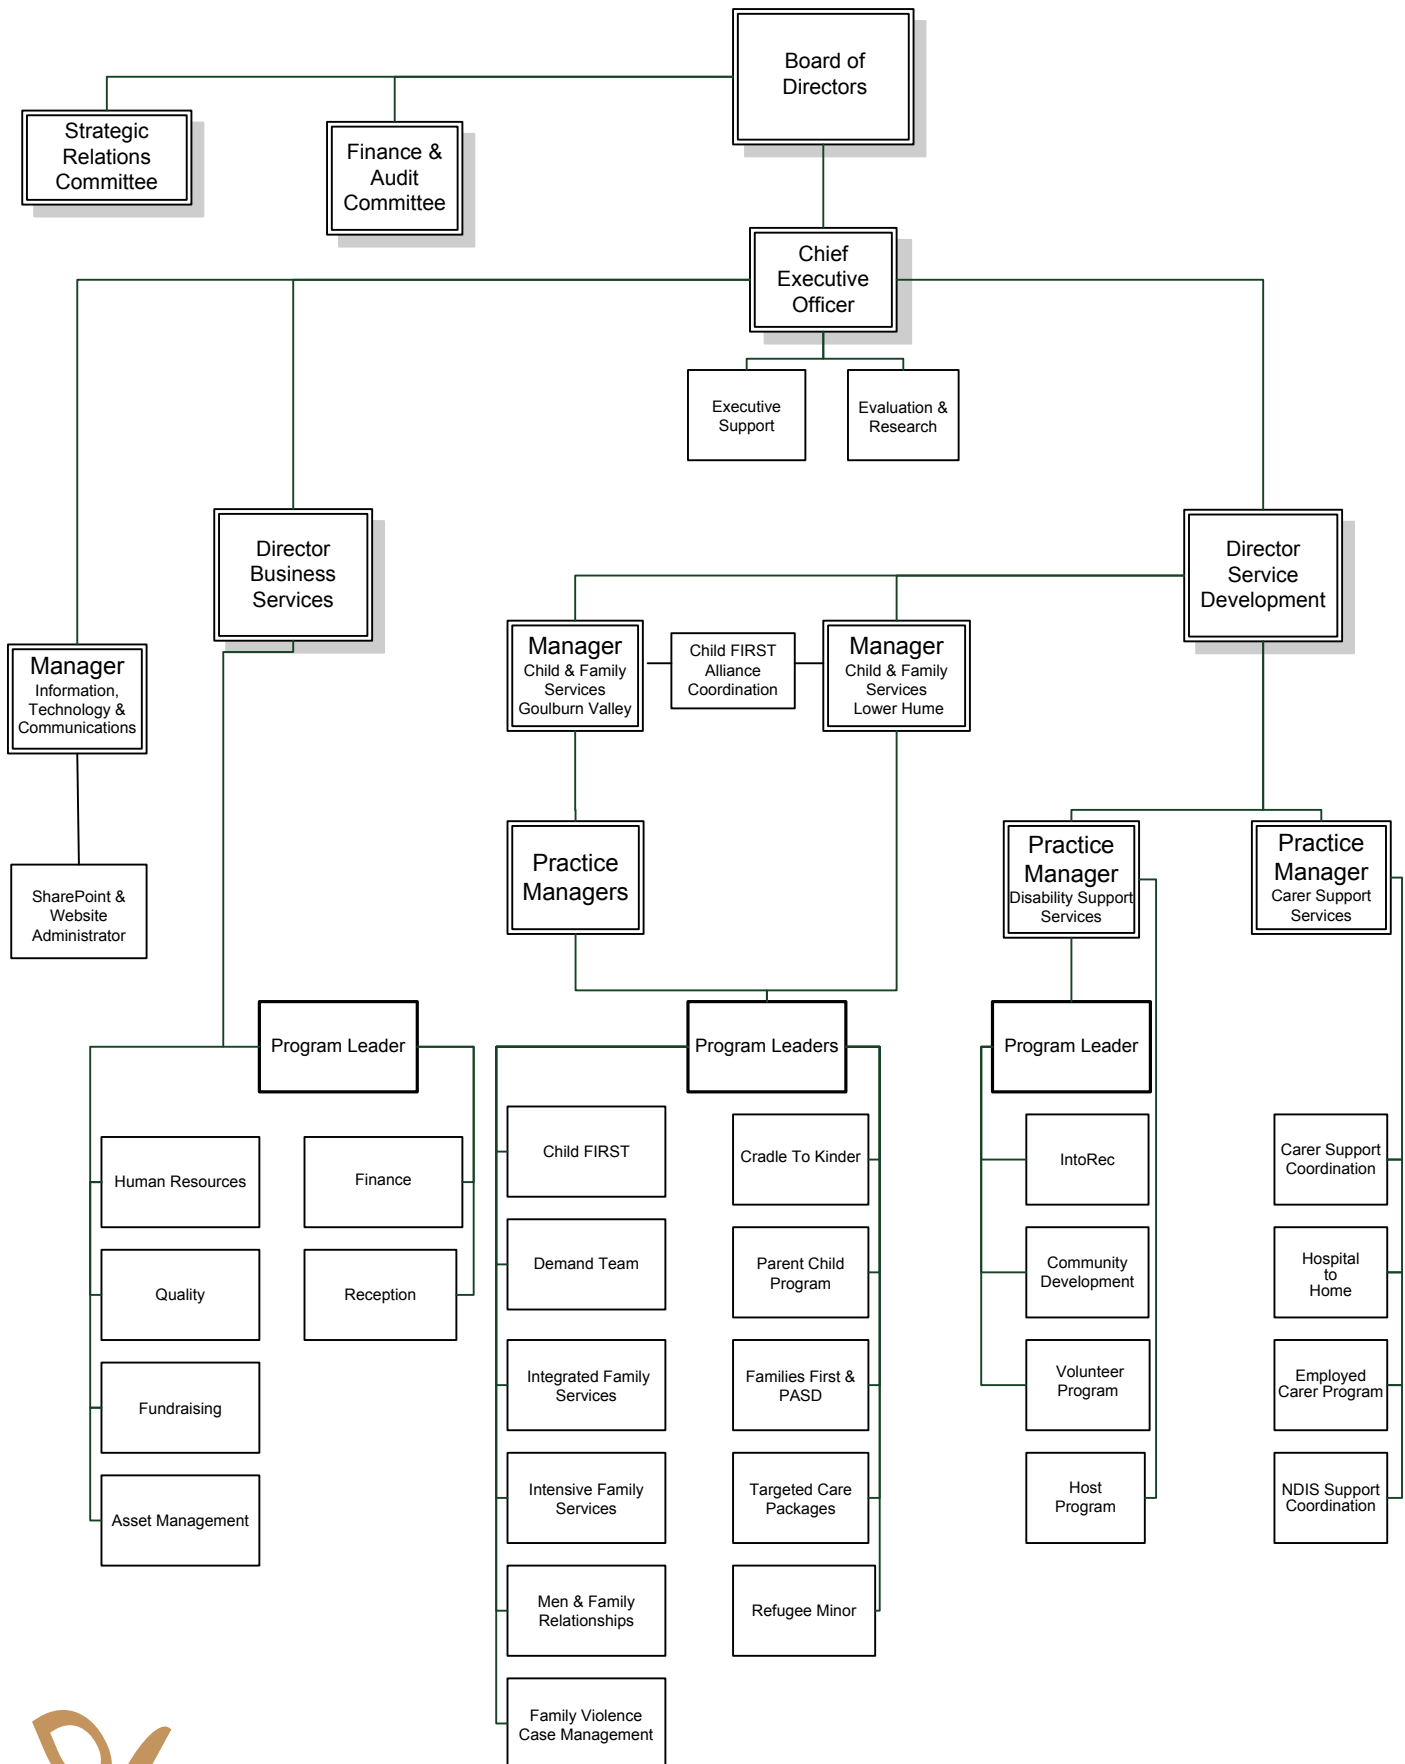 Board of
Directors
Strategic
Relations
Committee
Finance &
Audit
Committee
Chief
Executive
Officer
Executive
Support
Evaluation &
Research
Director
Business
Services
Director
Service
Development
Manager
Information,
Technology &
Communications
Manager
Child & Family
Services
Goulburn Valley
Child FIRST
Alliance
Coordination
Manager
Child & Family
Services
Lower Hume
SharePoint &
Website
Administrator
Practice
Managers
Practice
Manager
Disability Support
Services
Practice
Manager
Carer Support
Services
Program Leader
Program Leaders
Program Leader
Human Resources
Quality
Fundraising
Asset Management
Finance
Reception
Child FIRST
Demand Team
Integrated Family
Services
Intensive Family
Services
Men & Family
Relationships
Family Violence
Case Management
Cradle To Kinder
Parent Child
Program
Families First &
PASD
Targeted Care
Packages
Refugee Minor
IntoRec
Community
Development
Volunteer
Program
Host
Program
Carer Support
Coordination
Hospital
to
Home
Employed
Carer Program
NDIS Support
Coordination